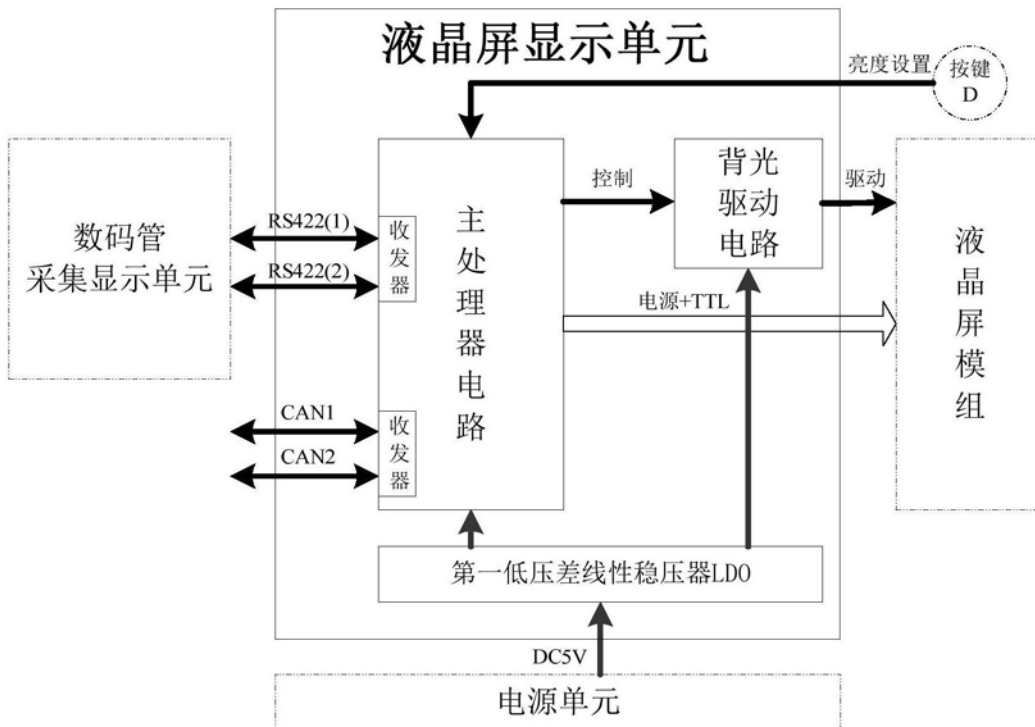 液晶屏显示单元
亮度设置
按键
D
数码管
采集显示单元
RS422(1)
RS422(2)
收发器
主处理器电路
控制
背光
驱动
电路
驱动
液晶屏模组
电源+TTL
CAN1
CAN2
收发器
第一低压差线性稳压器LDO
DC5V
电源单元